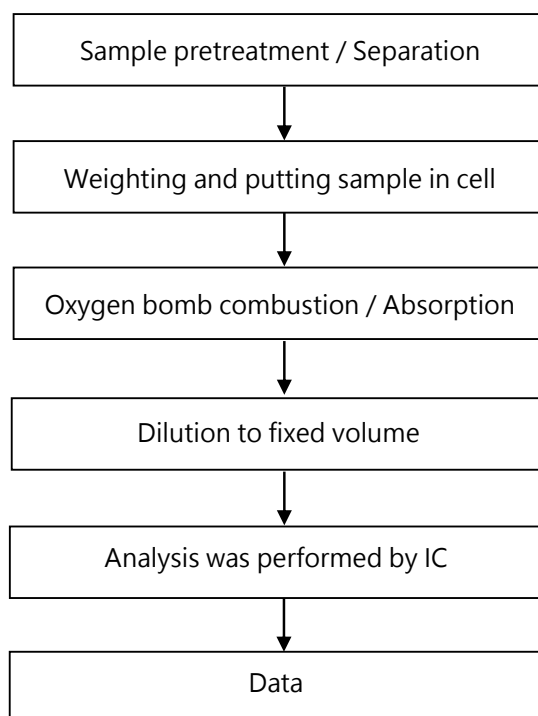 Sample pretreatment / Separation
Weighting and putting sample in cell
Oxygen bomb combustion / Absorption
Dilution to fixed volume
Analysis was performed by IC
Data